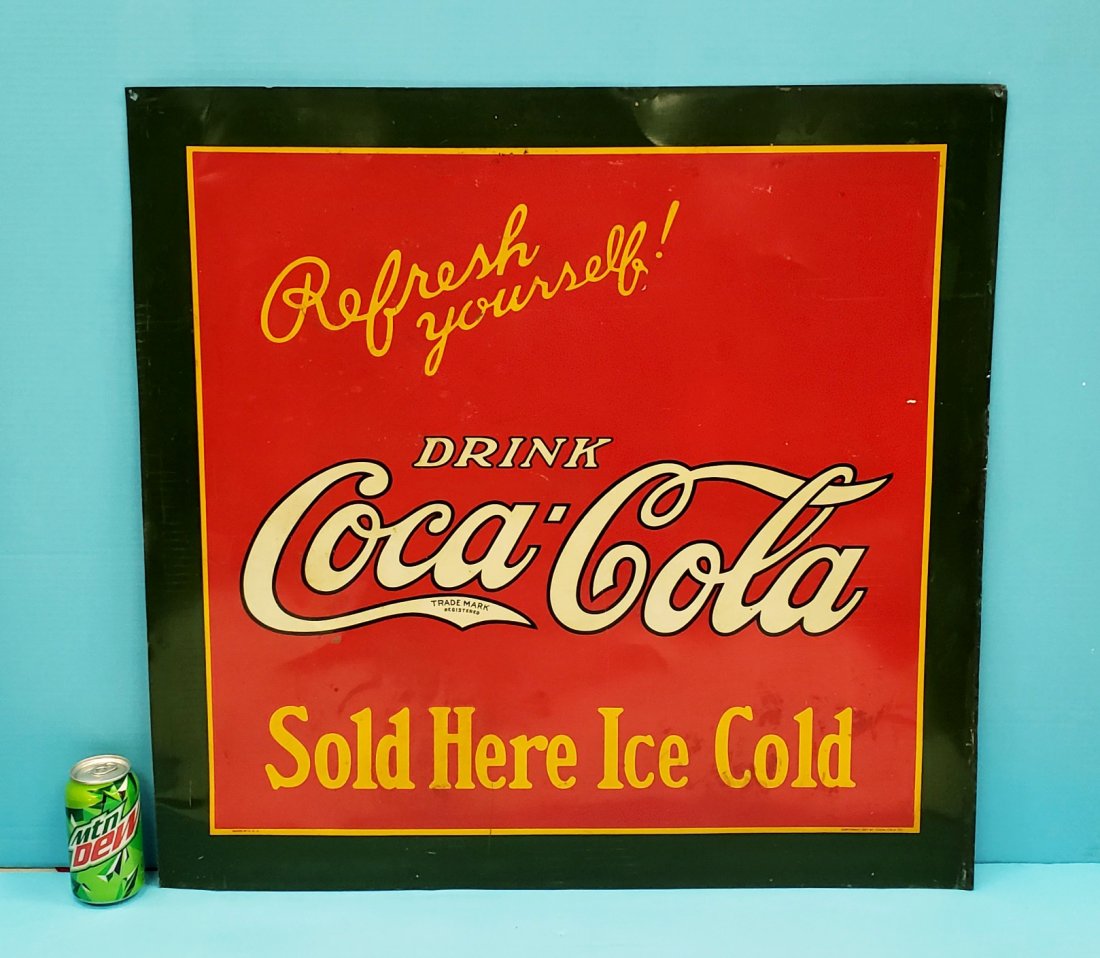 Refresh
yourself!
DRINK
Coca-Cola
TRADE MARK
REGISTERED
Sold Here Ice Cold
Mtn
DEW